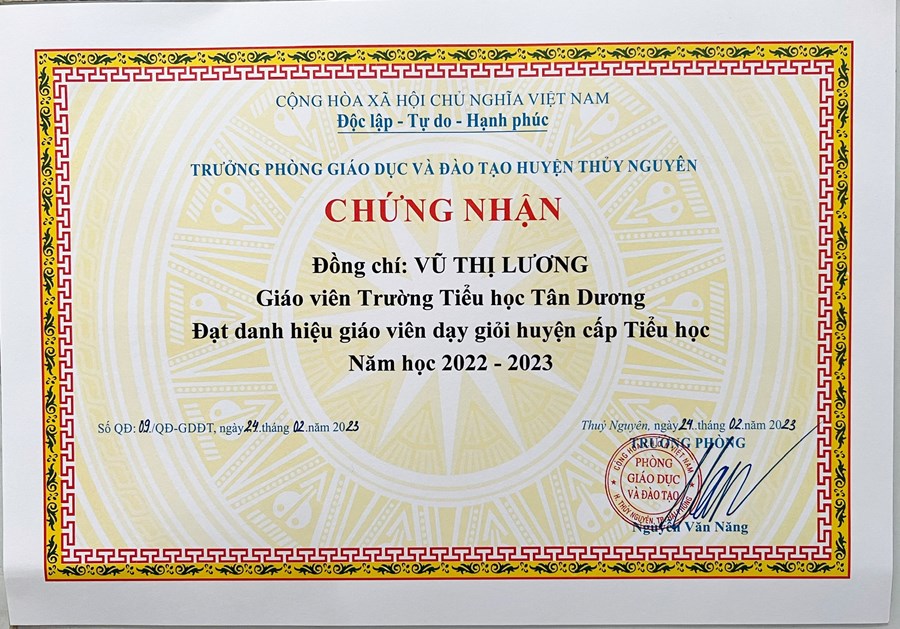 CỘNG HÒA XÃ HỘI CHỦ NGHĨA VIỆT NAM
Độc lập - Tự do - Hạnh phúc
TRƯỞNG PHÒNG GIÁO DỤC VÀ ĐÀO TẠO HUYỆN THỦY NGUYÊN
CHỨNG NHẬN
Đồng chí: VŨ THỊ LƯƠNG
Giáo viên Trường Tiểu học Tân Dương
Đạt danh hiệu giáo viên dạy giỏi huyện cấp Tiểu học
Năm học 2022 - 2023
Số QĐ: 09./QĐ-GDĐT, ngày 24..tháng 02.năm 2023
Thuỷ Nguyên, ngày 24..tháng 02.năm 2023
TRƯỞNG PHÒNG
PHÒNG
GIÁO DỤC
VÀ ĐÀO TẠO
H. THỦY NGUYÊN, TP.
Nguyễn Văn Năng